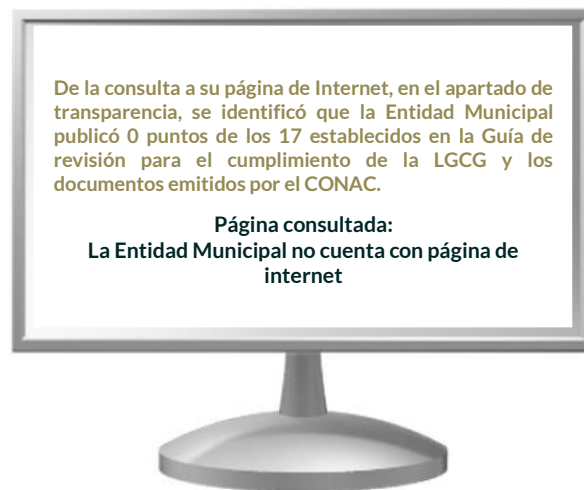 De la consulta a su página de Internet, en el apartado de
transparencia, se identificó que la Entidad Municipal
publicó 0 puntos de los 17 establecidos en la Guía de
revisión para el cumplimiento de la LGCG y los
documentos emitidos por el CONAC.
Página consultada:
La Entidad Municipal no cuenta con página de
internet